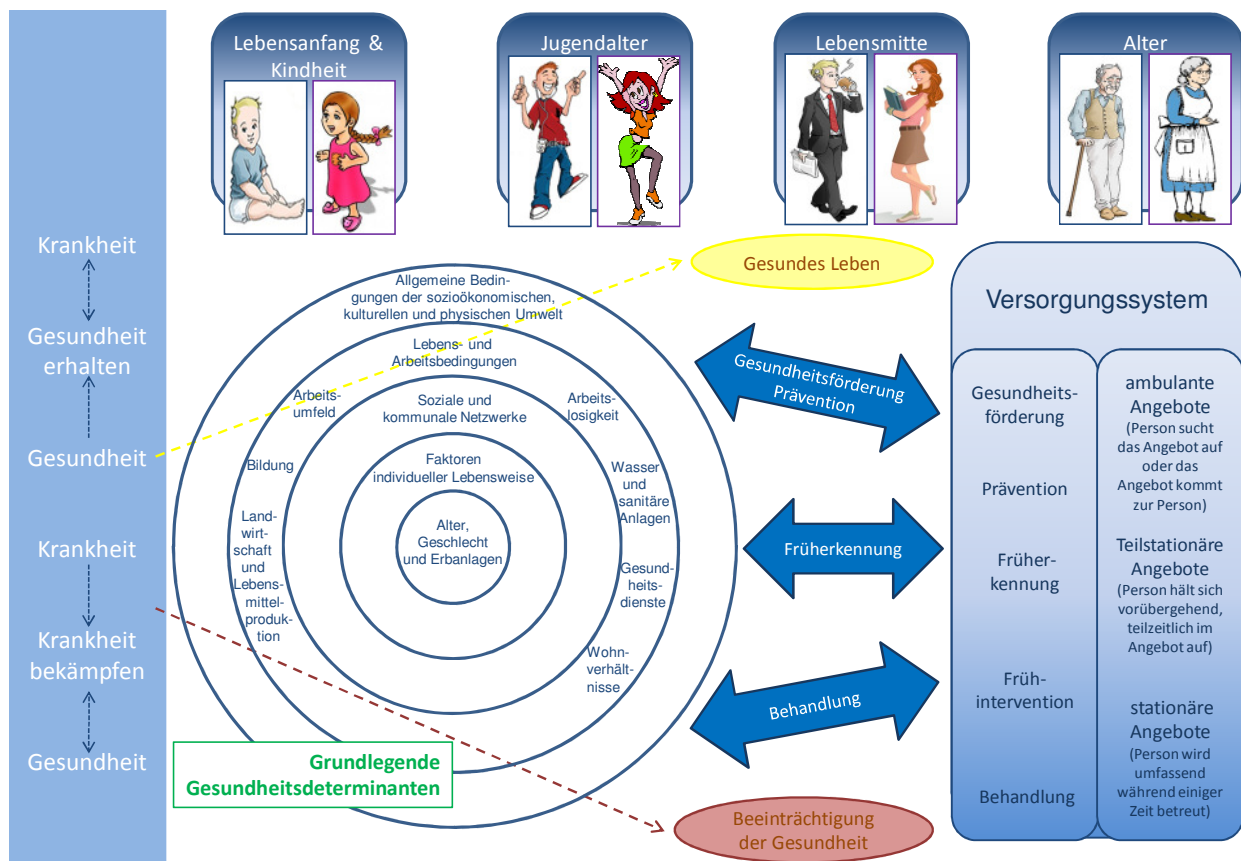 Lebensanfang &
Kindheit
Jugendalter
Lebensmitte
Alter
Krankheit
Gesundheit
erhalten
Gesundheit
Krankheit
Krankheit
bekämpfen
Gesundheit
Allgemeine Bedin-
gungen der sozioökonomischen,
kulturellen und physischen Umwelt
Lebens- und
Arbeitsbedingungen
Arbeits-
umfeld
Soziale und
kommunale Netzwerke
Arbeits-
losigkeit
Bildung
Faktoren
individueller Lebensweise
Wasser
und
sanitäre
Anlagen
Land-
wirt-
schaft
und
Lebens-
mittelpro-
duk-
tion
Alter,
Geschlecht
und Erbanlagen
Gesund-
heits-
dienste
Wohn-
verhält-
nisse
Grundlegende
Gesundheitsdeterminanten
Gesundes Leben
Gesundheitsförderung
Prävention
Früherkennung
Behandlung
Beeinträchtigung
der Gesundheit
Versorgungssystem
Gesundheits-
förderung
Prävention
Früher-
kennung
Früh-
intervention
Behandlung
ambulante
Angebote
(Person sucht
das Angebot auf
oder das
Angebot kommt
zur Person)
Teilstationäre
Angebote
(Person hält sich
vorübergehend,
teilzeitlich im
Angebot auf)
stationäre
Angebote
(Person wird
umfassend
während einiger
Zeit betreut)